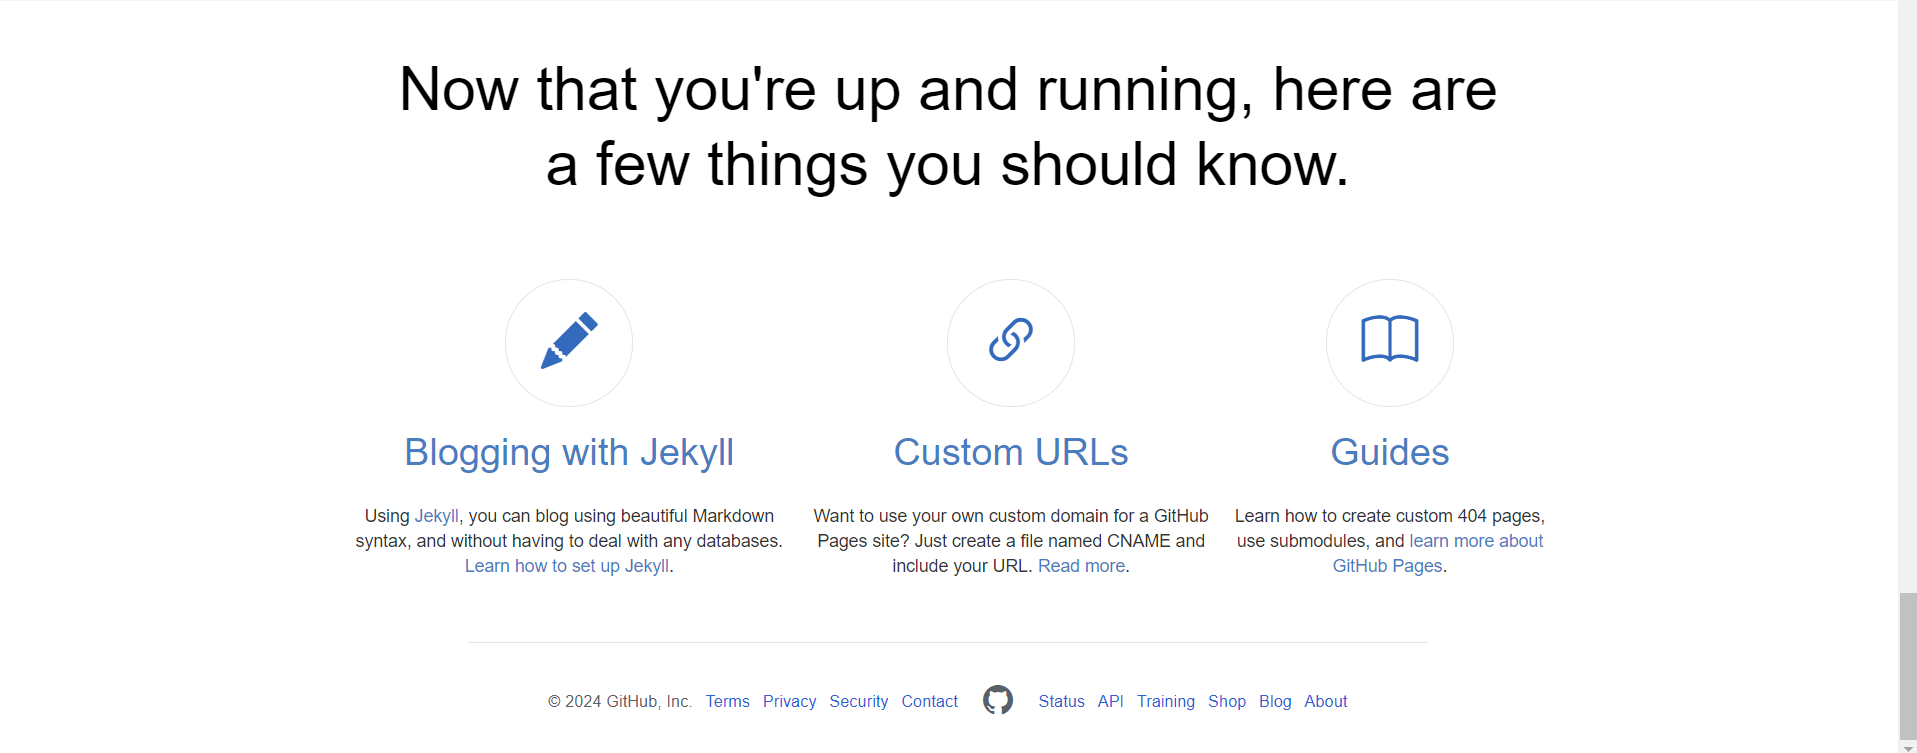 Now that you're up and running, here are
a few things you should know.
Blogging with Jekyll
Using Jekyll, you can blog using beautiful Markdown
syntax, and without having to deal with any databases.
Learn how to set up Jekyll.
Custom URLs
Want to use your own custom domain for a GitHub
Pages site? Just create a file named CNAME and
include your URL. Read more.
Guides
Learn how to create custom 404 pages,
use submodules, and learn more about
GitHub Pages.
© 2024 GitHub, Inc. Terms Privacy Security Contact Status API Training Shop Blog About